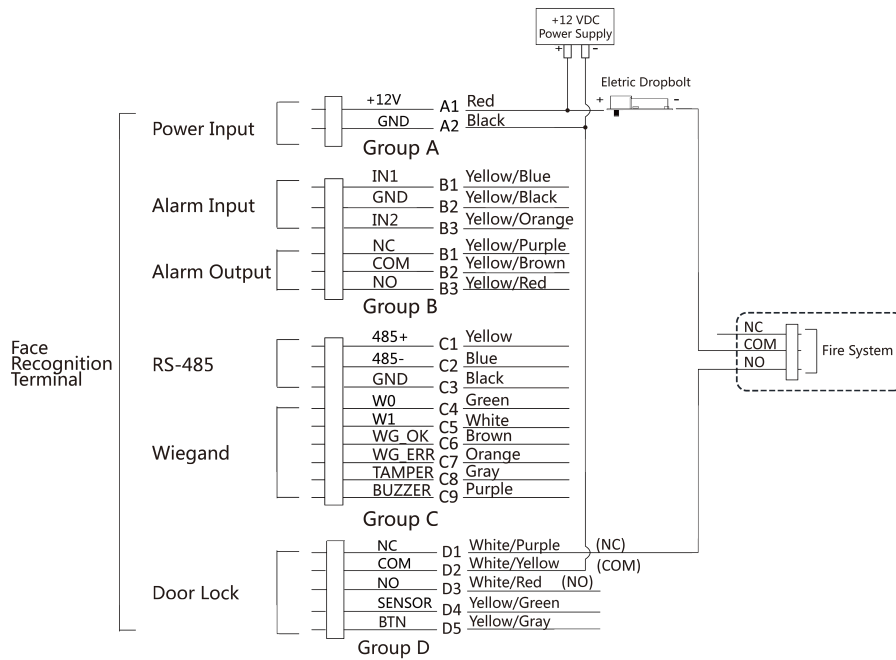 +12 VDC
Power Supply
+ -
Eletric Dropbolt
+ -
Face
Recognition
Terminal
Power Input
+12V A1 Red
GND A2 Black
Group A
Alarm Input
IN1 B1 Yellow/Blue
GND B2 Yellow/Black
IN2 B3 Yellow/Orange
Alarm Output
NC B1 Yellow/Purple
COM B2 Yellow/Brown
NO B3 Yellow/Red
Group B
RS-485
485+ C1 Yellow
485- C2 Blue
GND C3 Black
Wiegand
W0 C4 Green
W1 C5 White
WG_OK C6 Brown
WG_ERR C7 Orange
TAMPER C8 Gray
BUZZER C9 Purple
Group C
Door Lock
NC D1 White/Purple (NC)
COM D2 White/Yellow (COM)
NO D3 White/Red (NO)
SENSOR D4 Yellow/Green
BTN D5 Yellow/Gray
Group D
NC
COM
NO
Fire System